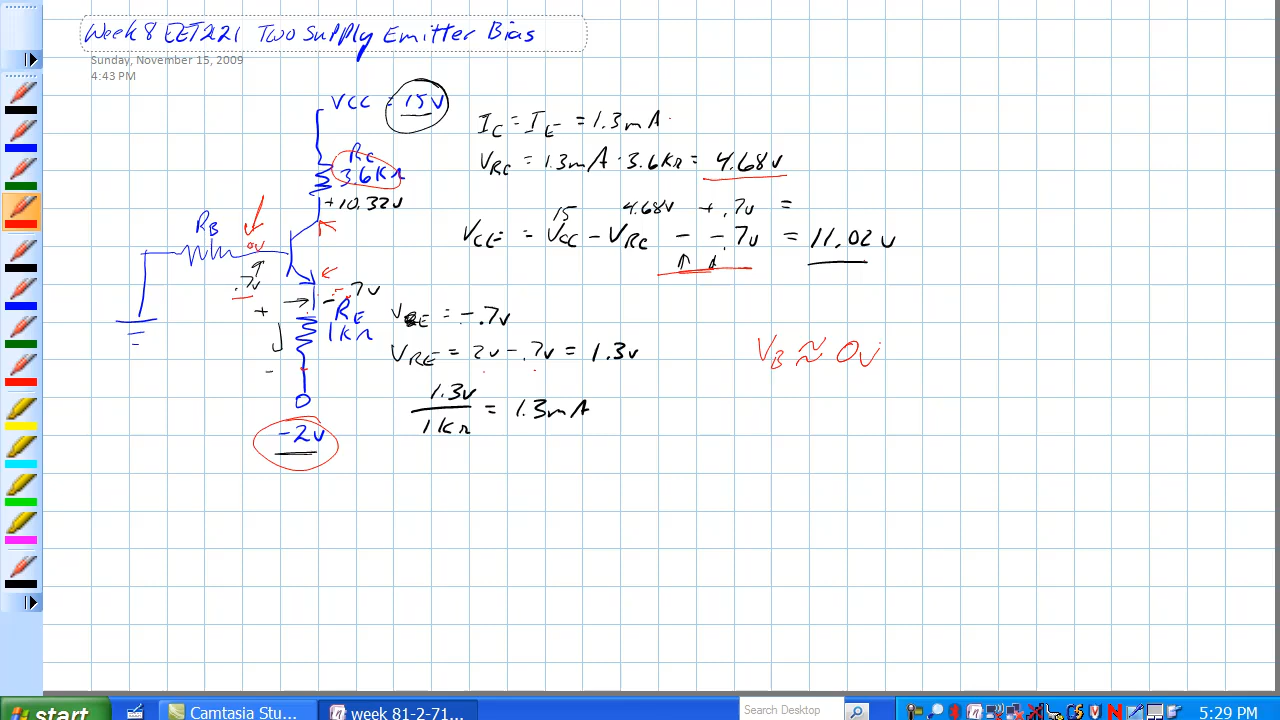 Week 8 EET221 Two Supply Emitter Bias
Sunday, November 15, 2009
4:43 PM
VCC = 15V
RC
3.6KΩ
+10.32V
RB
0V
.7V
+
-
-.7V
RE
1KΩ
-2V
IC = IE = 1.3mA
VRC = 1.3mA · 3.6KΩ = 4.68V
15 4.68V + .7V =
VCE = VCC - VRC - -.7V = 11.02V
= -.7V
VRE = 2V - .7V = 1.3V
1.3V
1KΩ
= 1.3mA
VB ≈ 0V
start
Camtasia Stu...
week 81-2-71...
Search Desktop
5:29 PM